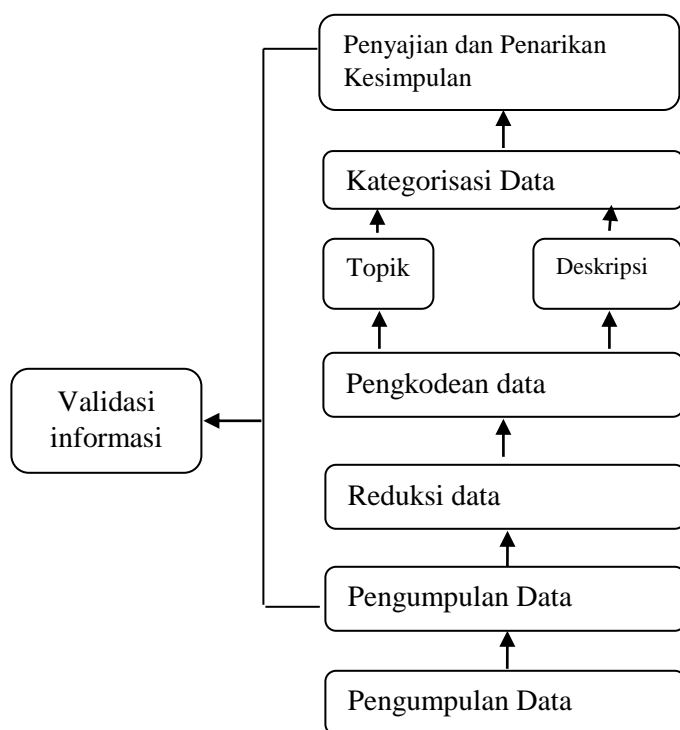 Penyajian dan Penarikan
Kesimpulan
Kategorisasi Data
Topik
Deskripsi
Pengkodean data
Validasi
informasi
Reduksi data
Pengumpulan Data
Pengumpulan Data